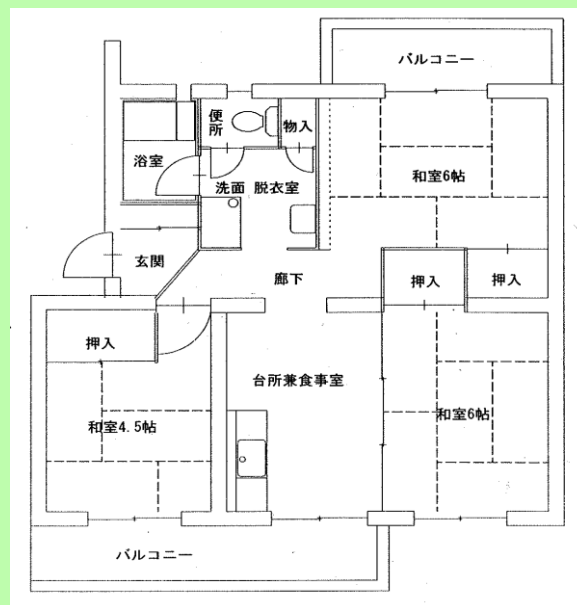 バルコニー
便所
物入
浴室
洗面 脱衣室
和室6帖
玄関
廊下
押入
押入
押入
台所兼食事室
和室4.5帖
和室6帖
バルコニー